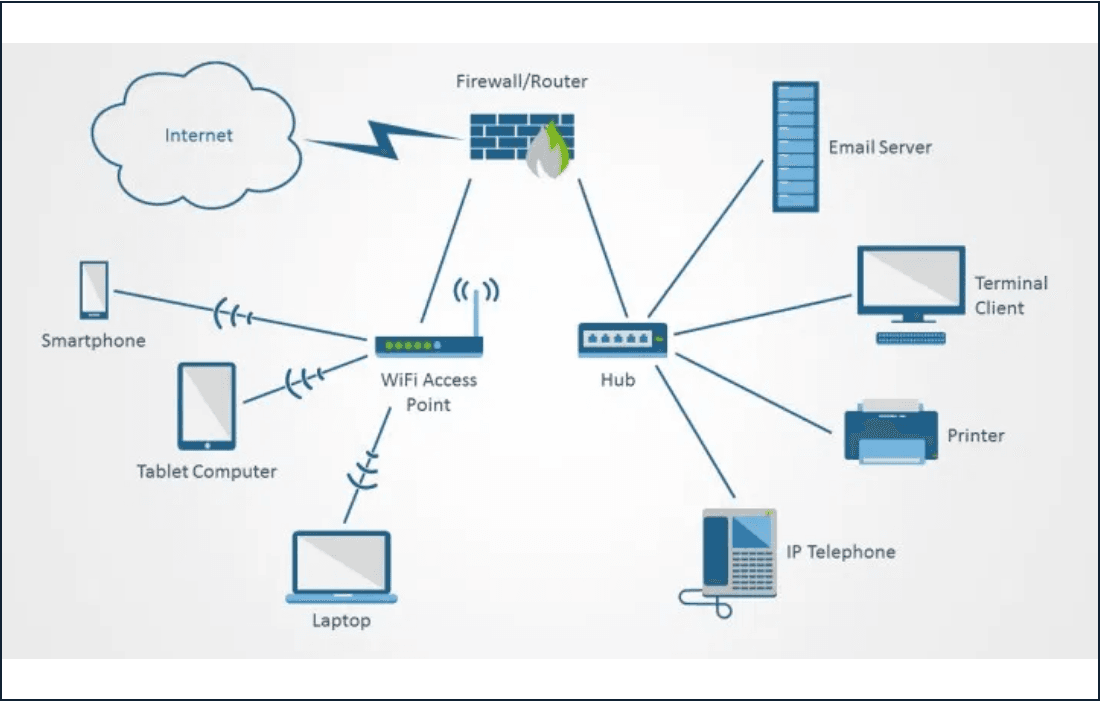 Firewall/Router
Internet
Email Server
Terminal
Client
Smartphone
WiFi Access
Point
Hub
Printer
Tablet Computer
IP Telephone
Laptop